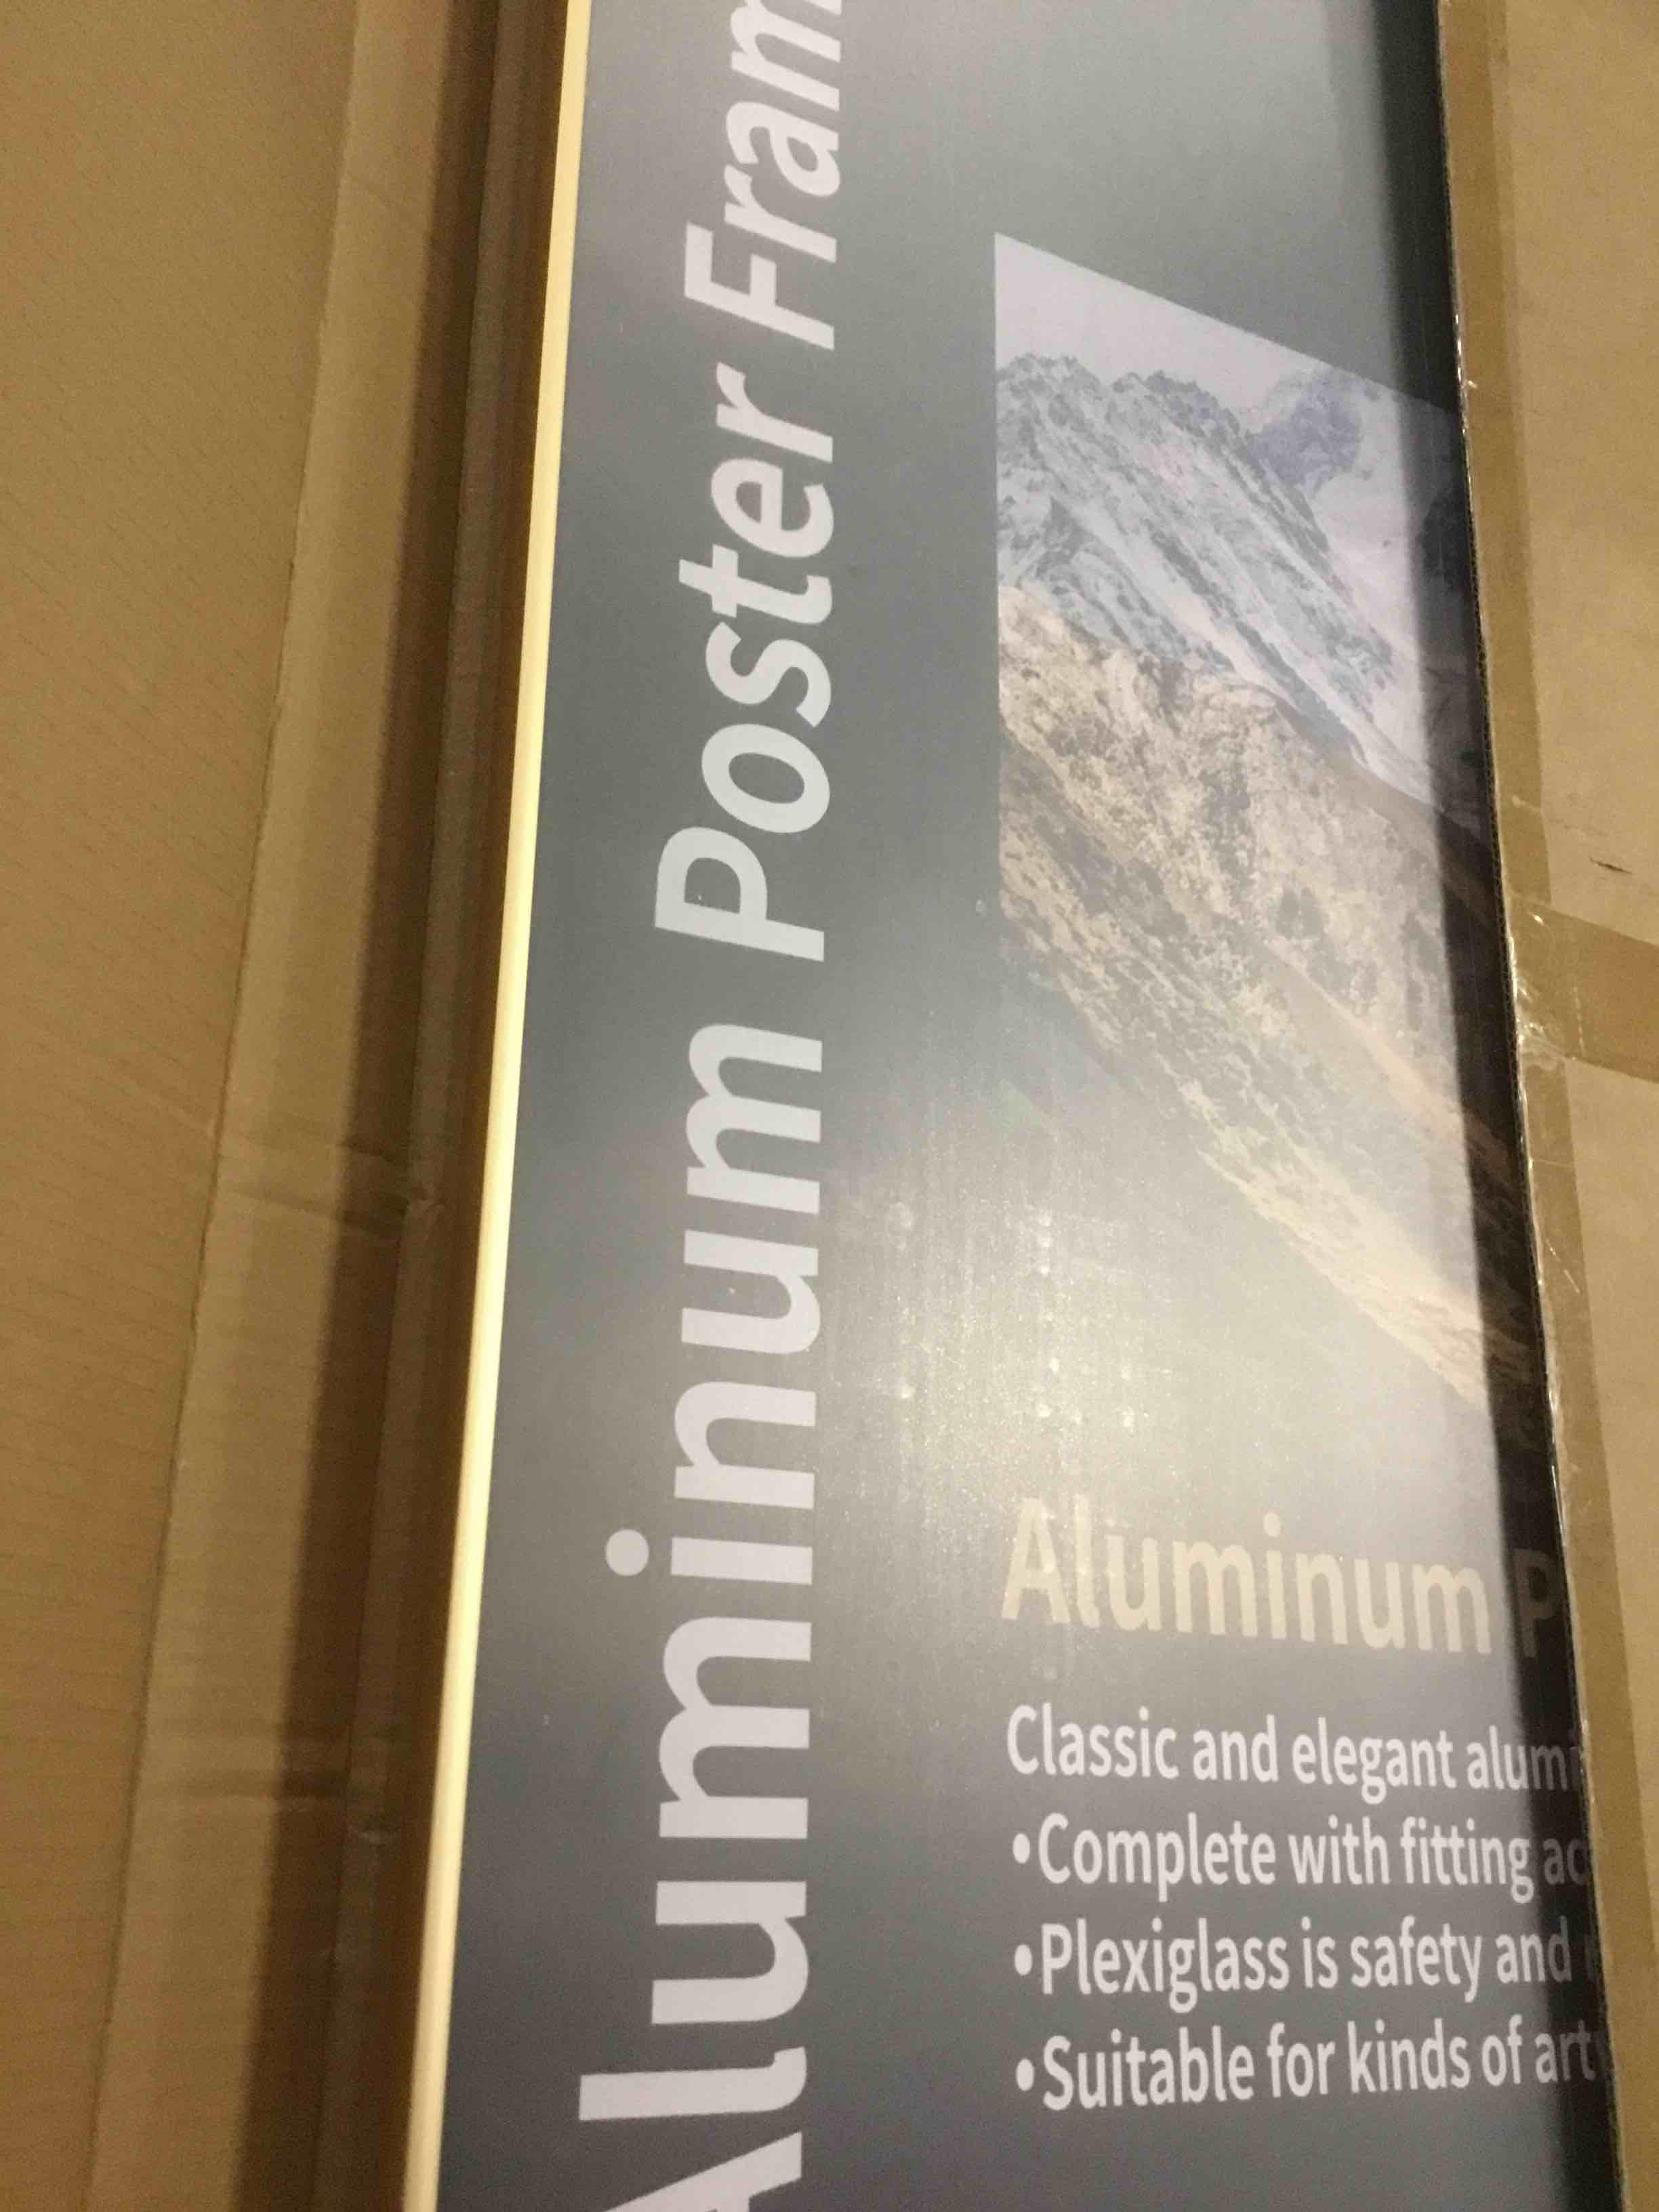 Aluminum Poster Fram
Aluminum P
Classic and elegant alumi
•Complete with fitting ac
•Plexiglass is safety and
•Suitable for kinds of art